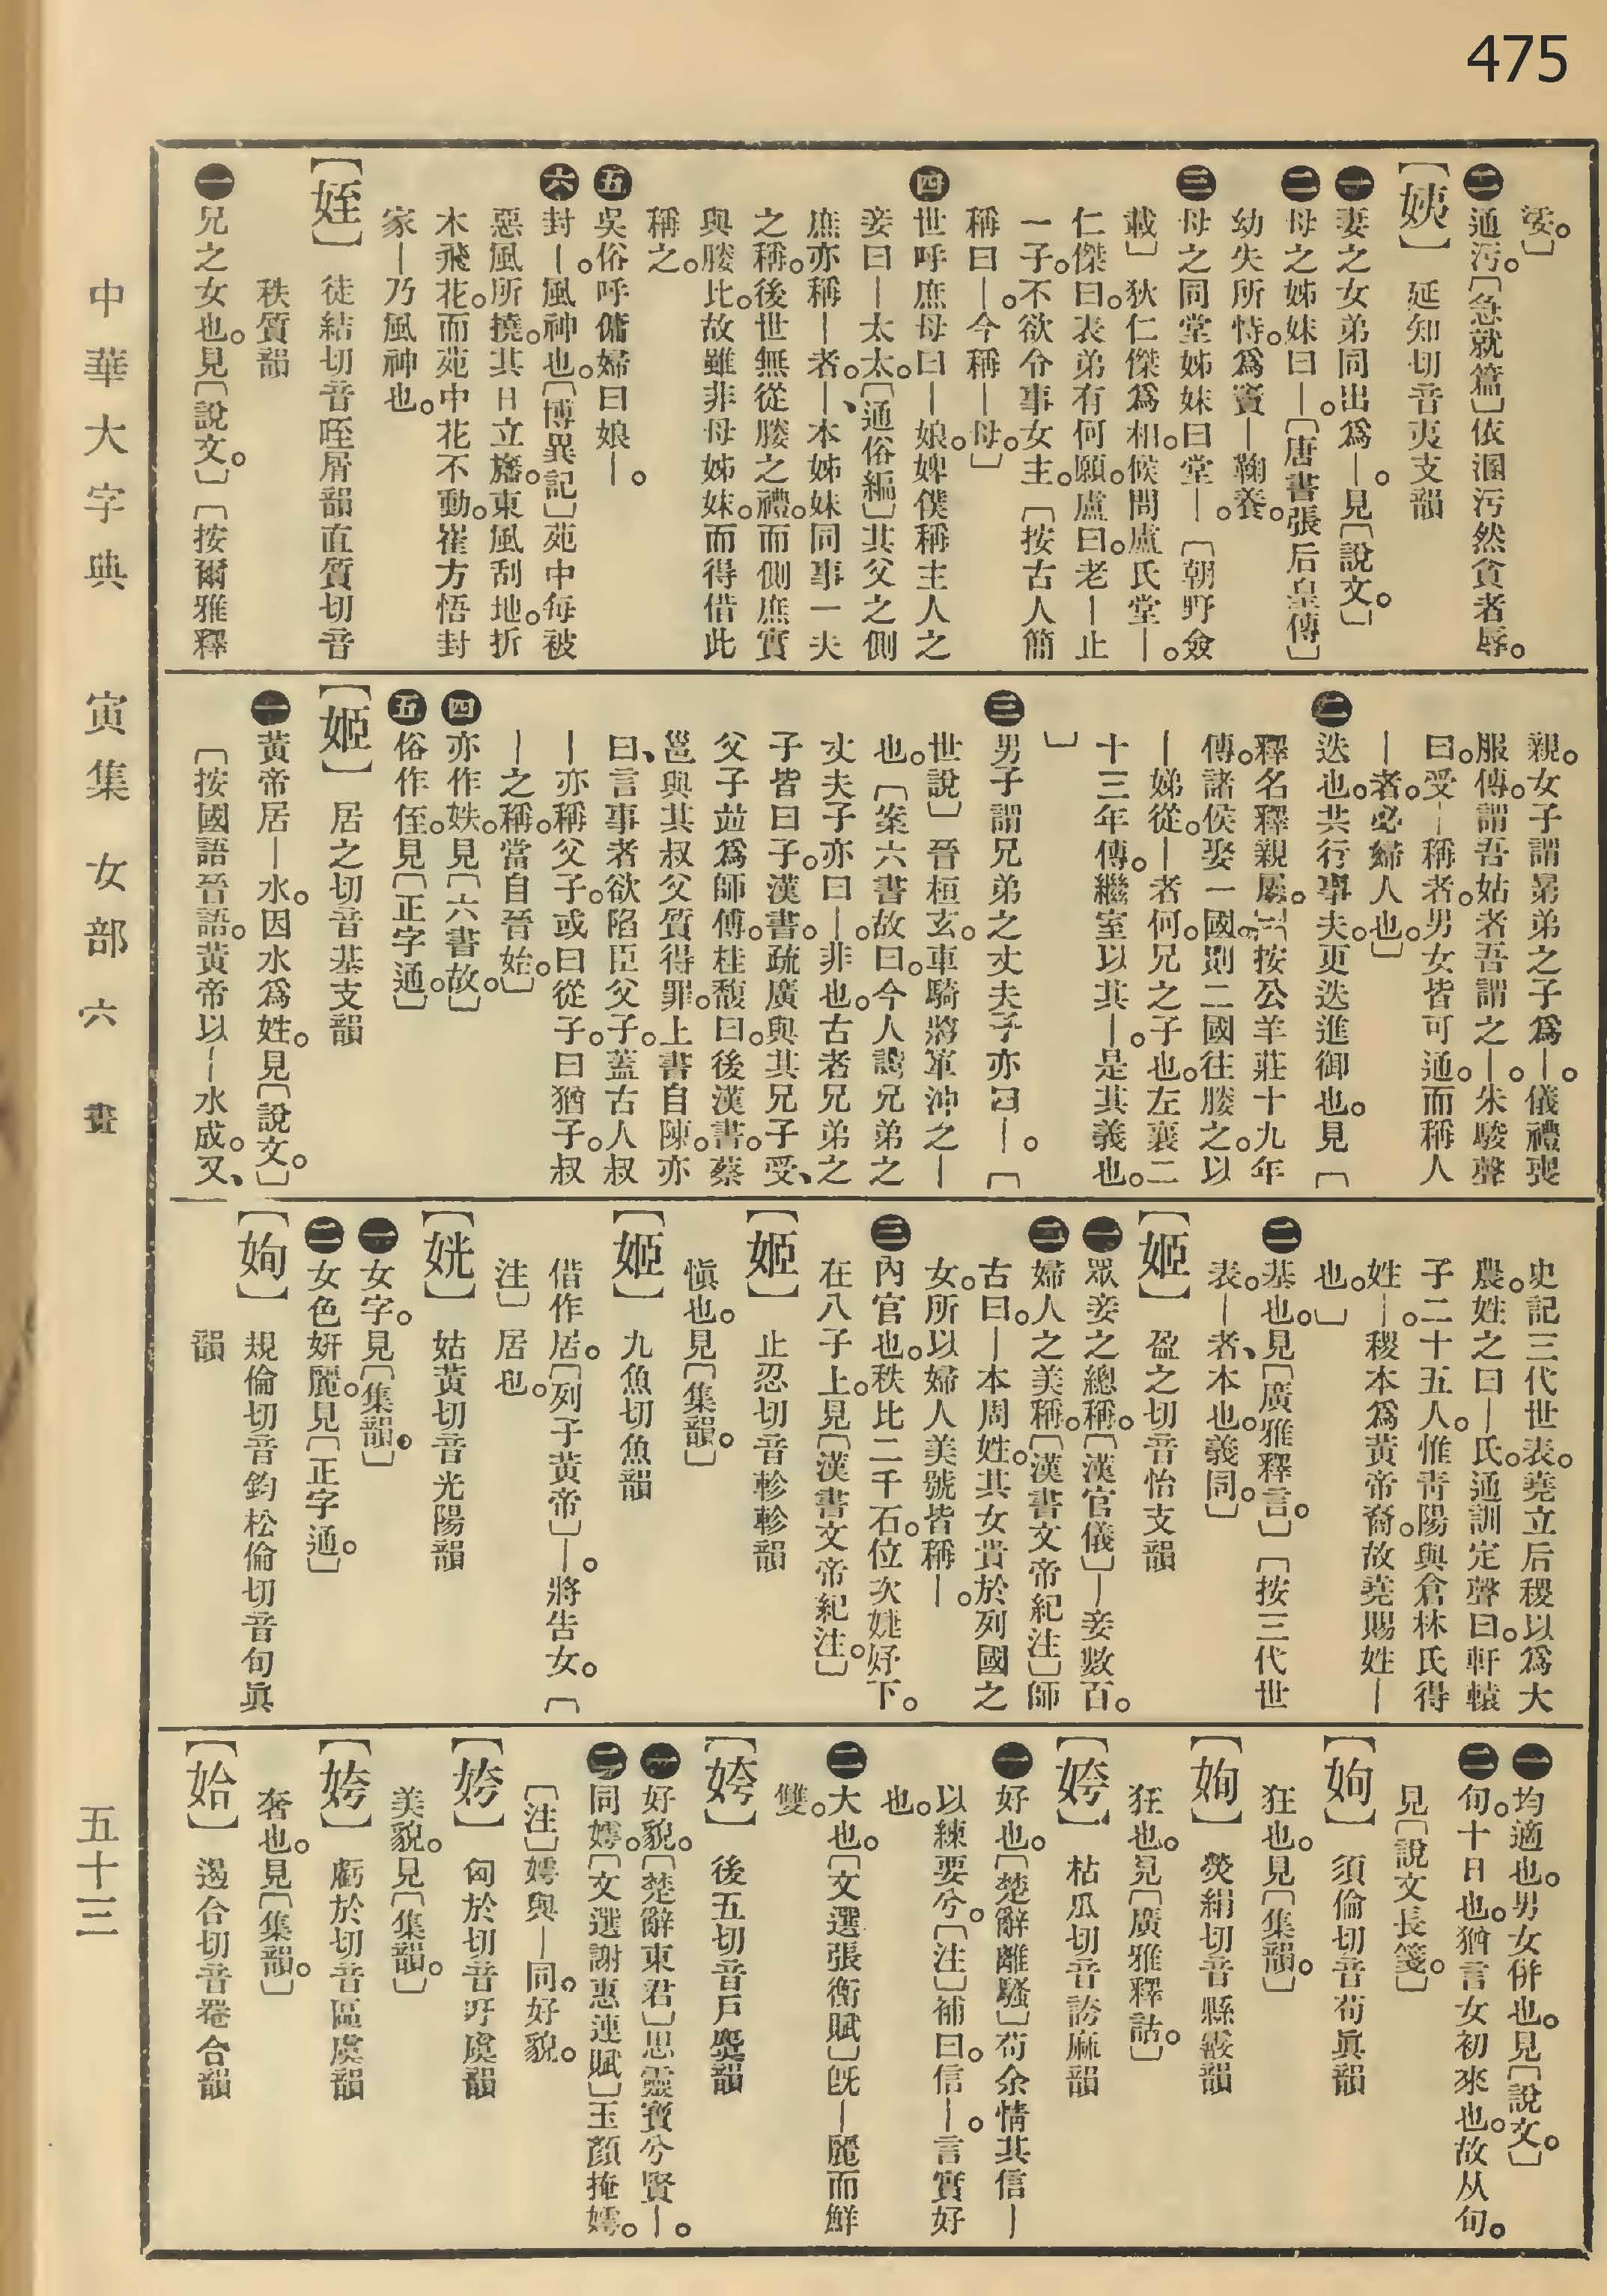 475
㛂。〕
㊁通污。〔急就篇〕依溷污然貪者辱。
〔姨〕 延知切音夷支韻
㊀妻之女弟同出爲—。見〔說文。〕
㊁母之姊妹曰—。〔唐書張后皇傳〕
幼失所恃。爲竇—鞠養。
㊂母之同堂姊妹曰堂—。〔朝野僉
載〕狄仁傑爲相。候問盧氏堂—。
仁傑曰。表弟有何願。盧曰。老—止
一子。不欲令事女主。〔按古人簡
稱曰—。今稱—母。〕
㊃世呼庶母曰—娘。婢僕稱主人之
妾曰—太太。〔通俗編〕其父之側
庶亦稱—者。—、本姊妹同事一夫
之稱。後世無從媵之禮。而側庶實
與媵比。故雖非母姊妹。而得借此
稱之。
㊄吳俗呼傭婦曰娘—。
㊅封—。風神也。〔博異記〕苑中每被
惡風所撓。其日立旛。東風刮地。折
木飛花。而苑中花不動。崔方悟封
家—乃風神也。
〔姪〕 徒結切音咥屑韻直質切音
秩質韻
㊀兄之女也。見〔說文。〕〔按爾雅釋
親。女子謂晜弟之子爲—。儀禮喪
服傳。謂吾姑者吾謂之—。朱駿聲
曰。受—稱者。男女皆可通。而稱人
—者。必婦人也。〕
㊁迭也。共行事夫。更迭進御也。見〔
釋名釋親屬。〕〔按公羊莊十九年
傳。諸侯娶一國。則二國往媵之。以
—娣從。—者何。兄之子也。左襄二
十三年傳。繼室以其—。是其義也。
〕
㊂男子謂兄弟之丈夫子亦曰—。〔
世說〕晉桓玄。車騎將軍沖之—
也。〔案六書故曰。今人謂兄弟之
丈夫子亦曰—。非也。古者兄弟之
子皆曰子。漢書。疏廣與其兄子受、
父子竝爲師傅。桂馥曰。後漢書。蔡
邕與其叔父質得罪。上書自陳。亦
曰、言事者欲陷臣父子。蓋古人叔
—亦稱父子。或曰從子。曰猶子。叔
—之稱。當自晉始。〕
㊃亦作妷。見〔六書故。〕
㊄俗作侄。見〔正字通。〕
〔姬〕 居之切音基支韻
㊀黃帝居—水。因水爲姓。見〔說文。〕
〔按國語晉語。黃帝以—水成。又、
史記三代世表。堯立后稷以爲大
農。姓之曰—氏。通訓定聲曰。軒轅
子二十五人。惟靑陽與倉林氏得
姓—。稷本爲黃帝裔。故堯賜姓—
也。〕
㊁基也。見〔廣雅釋言。〕〔按三代世
表。—者、本也。義同。〕
〔姬〕 盈之切音怡支韻
㊀眾妾之總稱。〔漢官儀〕—妾數百。
㊁婦人之美稱。〔漢書文帝紀注〕師
古曰。—本周姓。其女貴於列國之
女。所以婦人美號皆稱—。
㊂內官也。秩比二千石。位次婕妤下。
在八子上。見〔漢書文帝紀注。〕
〔姬〕 止忍切音軫軫韻
愼也。見〔集韻。〕
〔姬〕 九魚切魚韻
借作居。〔列子黃帝〕—。將告女。〔
注〕居也。
〔姯〕 姑黃切音光陽韻
㊀女字。見〔集韻。〕
㊁女色姸麗。見〔正字通。〕
〔姰〕 規倫切音鈞松倫切音旬眞
韻
㊀均適也。男女併也。見〔說文。〕
㊁旬。十日也。猶言女初來也。故从旬。
見〔說文長箋。〕
〔姰〕 須倫切音荀眞韻
狂也。見〔集韻。〕
〔姰〕 熒絹切音縣霰韻
狂也。見〔廣雅釋詁。〕
〔姱〕 枯瓜切音誇麻韻
㊀好也。〔楚辭離騷〕苟余情其信—
以練要兮。〔注〕補曰。信—。言實好
也。
㊁大也。〔文選張衡賦〕旣—麗而鮮
雙。
〔姱〕 後五切音戶麌韻
㊀好貌。〔楚辭東君〕思靈寶兮賢—。
㊁同嫮。〔文選謝惠連賦〕玉顏掩嫮。
〔注〕嫮與—同。好貌。
〔姱〕 匈於切音吁虞韻
美貌。見〔集韻。〕
〔姱〕 虧於切音區虞韻
奢也。見〔集韻。〕
〔姶〕 遏合切音罨合韻
中華大字典 寅集 女部 六畫 五十三